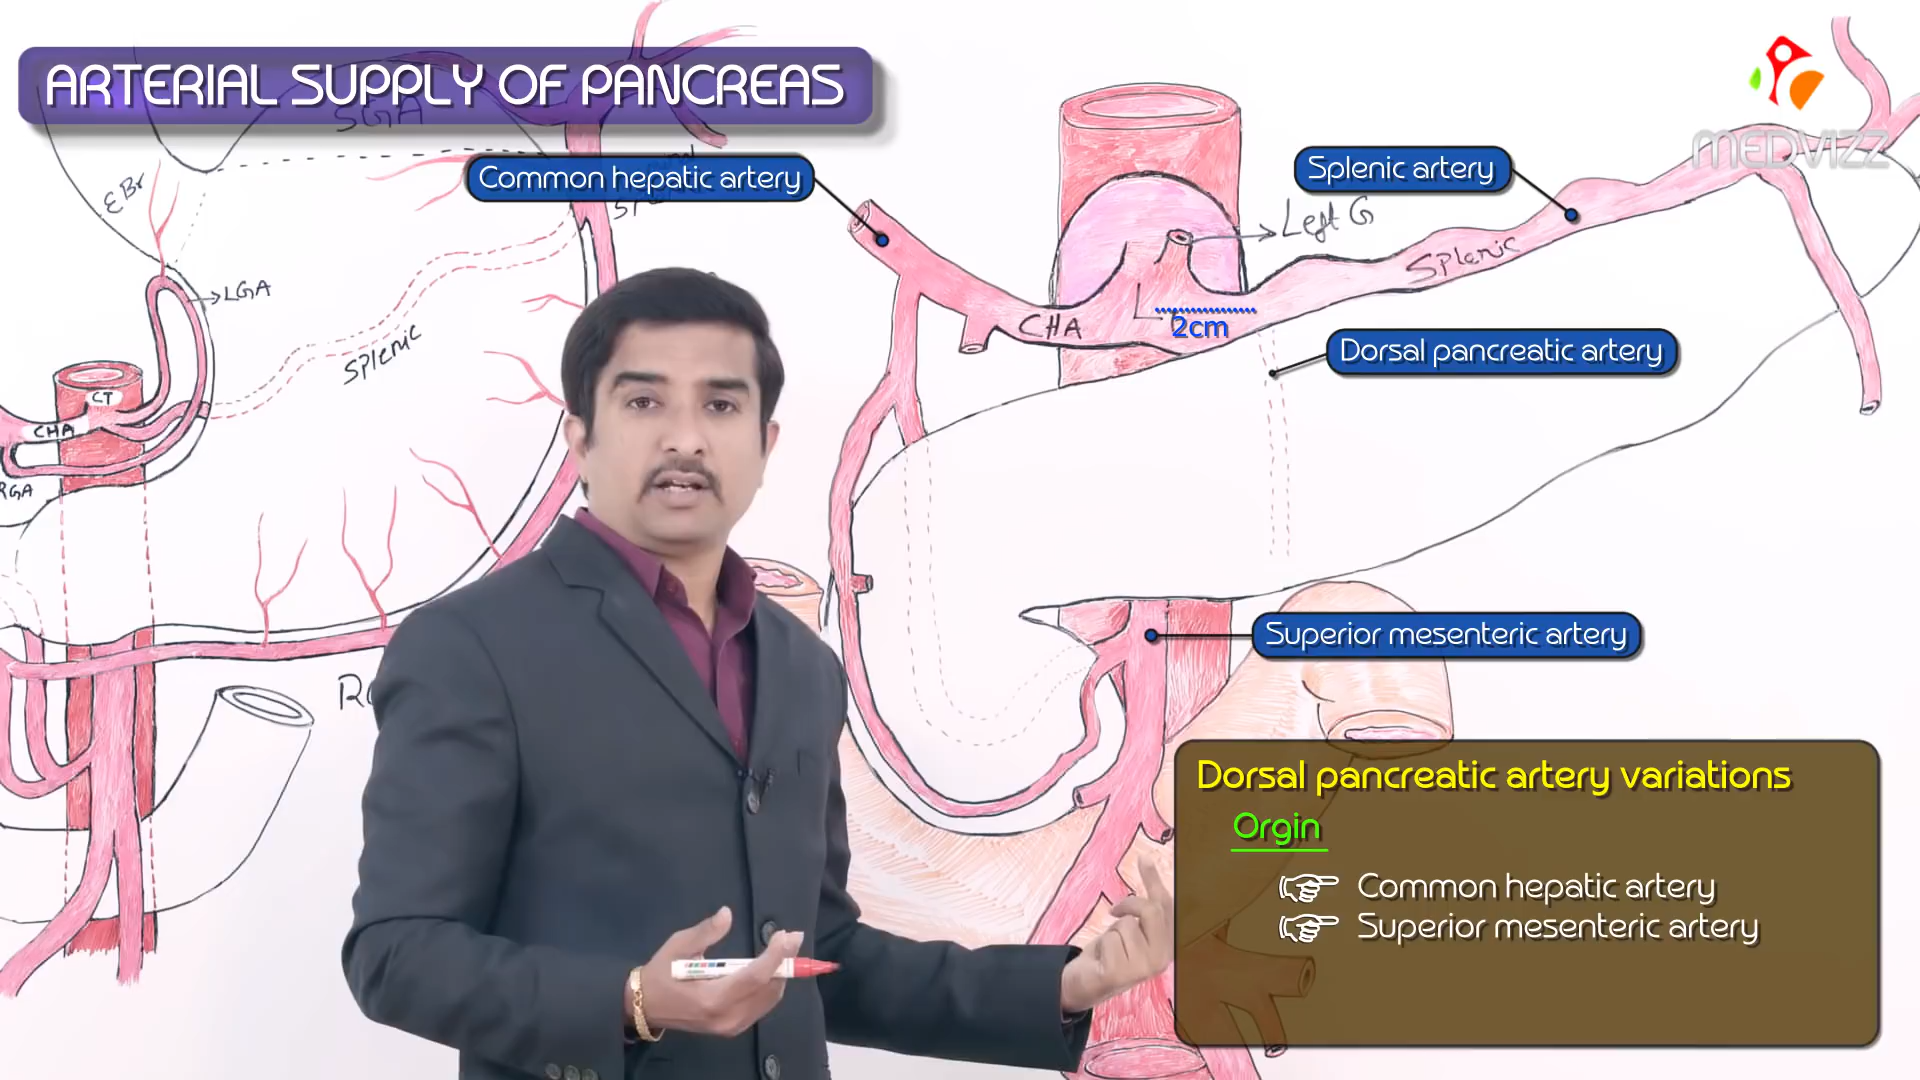 ARTERIAL SUPPLY OF PANCREAS
MEDVIZZ
SGA
Common hepatic artery
Splenic artery
EBr
Left G
Splenic
LGA
CHA
2cm
Splenic
Dorsal pancreatic artery
CT
CHA
RGA
Superior mesenteric artery
Dorsal pancreatic artery variations
Orgin
Common hepatic artery
Superior mesenteric artery